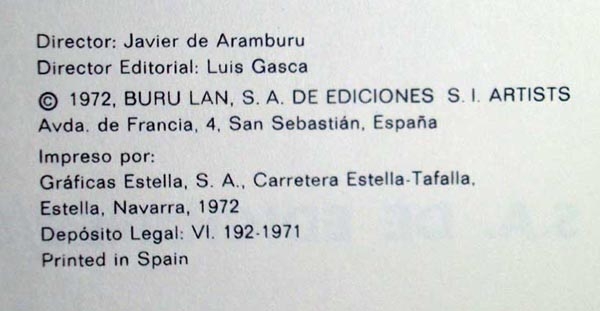 Director: Javier de Aramburu
Director Editorial: Luis Gasca
© 1972, BURU LAN, S. A. DE EDICIONES S. I. ARTISTS
Avda. de Francia, 4, San Sebastián, España
Impreso por:
Gráficas Estella, S. A., Carretera Estella-Tafalla,
Estella, Navarra, 1972
Depósito Legal: VI. 192-1971
Printed in Spain